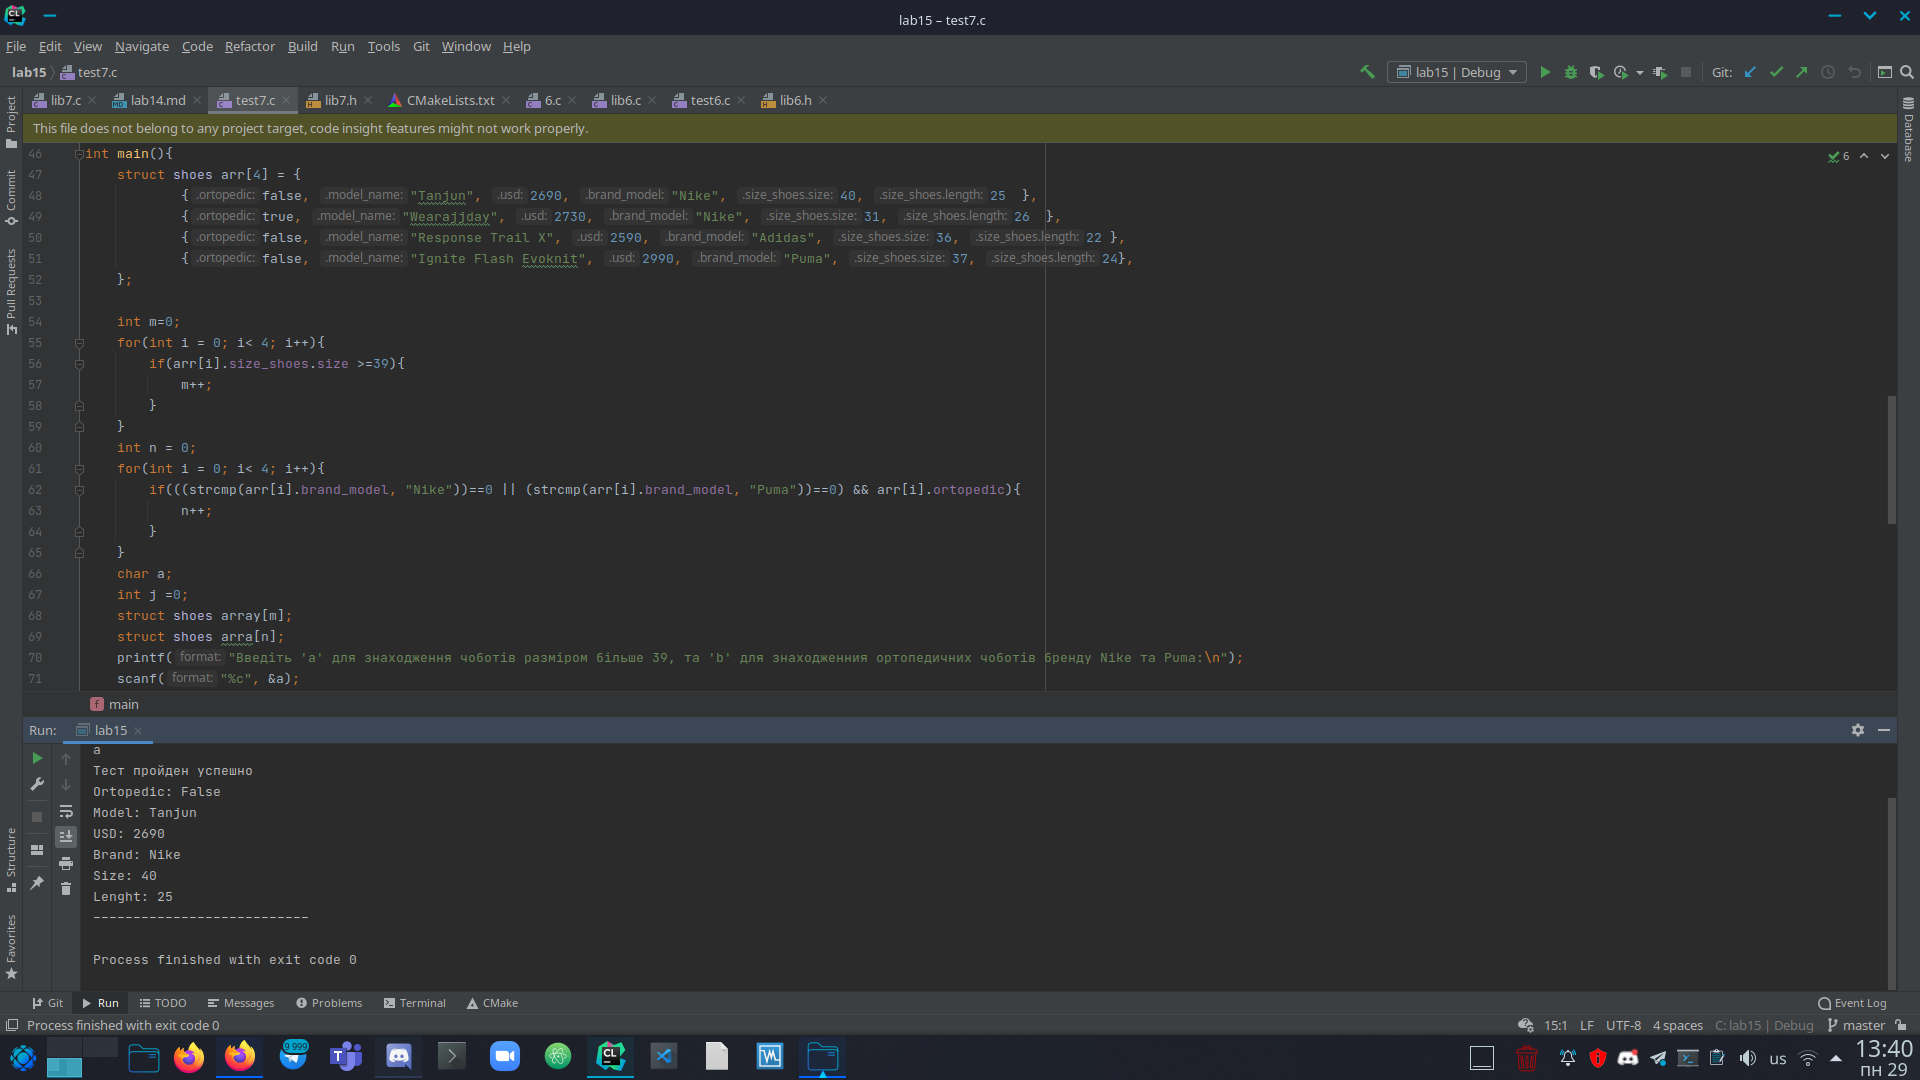 lab15 – test7.c
File Edit View Navigate Code Refactor Build Run Tools Git Window Help
lab15 test7.c lab15 | Debug Git:
lib7.c lab14.md test7.c lib7.h CMakeLists.txt 6.c lib6.c test6.c lib6.h
This file does not belong to any project target, code insight features might not work properly.
Project
Commit
Pull Requests
Structure
Favorites
Database
6
46 int main(){
47 struct shoes arr[4] = {
48 { .ortopedic: false, .model_name: "Tanjun", .usd: 2690, .brand_model: "Nike", .size_shoes.size: 40, .size_shoes.length: 25 },
49 { .ortopedic: true, .model_name: "Wearajjday", .usd: 2730, .brand_model: "Nike", .size_shoes.size: 31, .size_shoes.length: 26 },
50 { .ortopedic: false, .model_name: "Response Trail X", .usd: 2590, .brand_model: "Adidas", .size_shoes.size: 36, .size_shoes.length: 22 },
51 { .ortopedic: false, .model_name: "Ignite Flash Evoknit", .usd: 2990, .brand_model: "Puma", .size_shoes.size: 37, .size_shoes.length: 24},
52 };
53
54 int m=0;
55 for(int i = 0; i< 4; i++){
56 if(arr[i].size_shoes.size >=39){
57 m++;
58 }
59 }
60 int n = 0;
61 for(int i = 0; i< 4; i++){
62 if(((strcmp(arr[i].brand_model, "Nike"))==0 || (strcmp(arr[i].brand_model, "Puma"))==0) && arr[i].ortopedic){
63 n++;
64 }
65 }
66 char a;
67 int j =0;
68 struct shoes array[m];
69 struct shoes arra[n];
70 printf( format: "Введіть 'a' для знаходження чоботів разміром більше 39, та 'b' для знаходженния ортопедичних чоботів бренду Nike та Puma:\n");
71 scanf( format: "%c", &a);
f main
Run: lab15
a
Тест пройден успешно
Ortopedic: False
Model: Tanjun
USD: 2690
Brand: Nike
Size: 40
Lenght: 25
---------------------------
Process finished with exit code 0
Git Run TODO Messages Problems Terminal CMake Event Log
Process finished with exit code 0 15:1 LF UTF-8 4 spaces C: lab15 | Debug master
9 999 us 13:40
пн 29